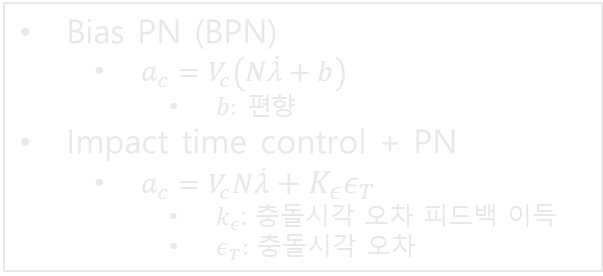 • Bias PN (BPN)
• a_c = V_c(Nλ̇ + b)
• b: 편향
• Impact time control + PN
• a_c = V_cNλ̇ + K_ϵϵ_T
• k_ϵ: 충돌시각 오차 피드백 이득
• ϵ_T: 충돌시각 오차